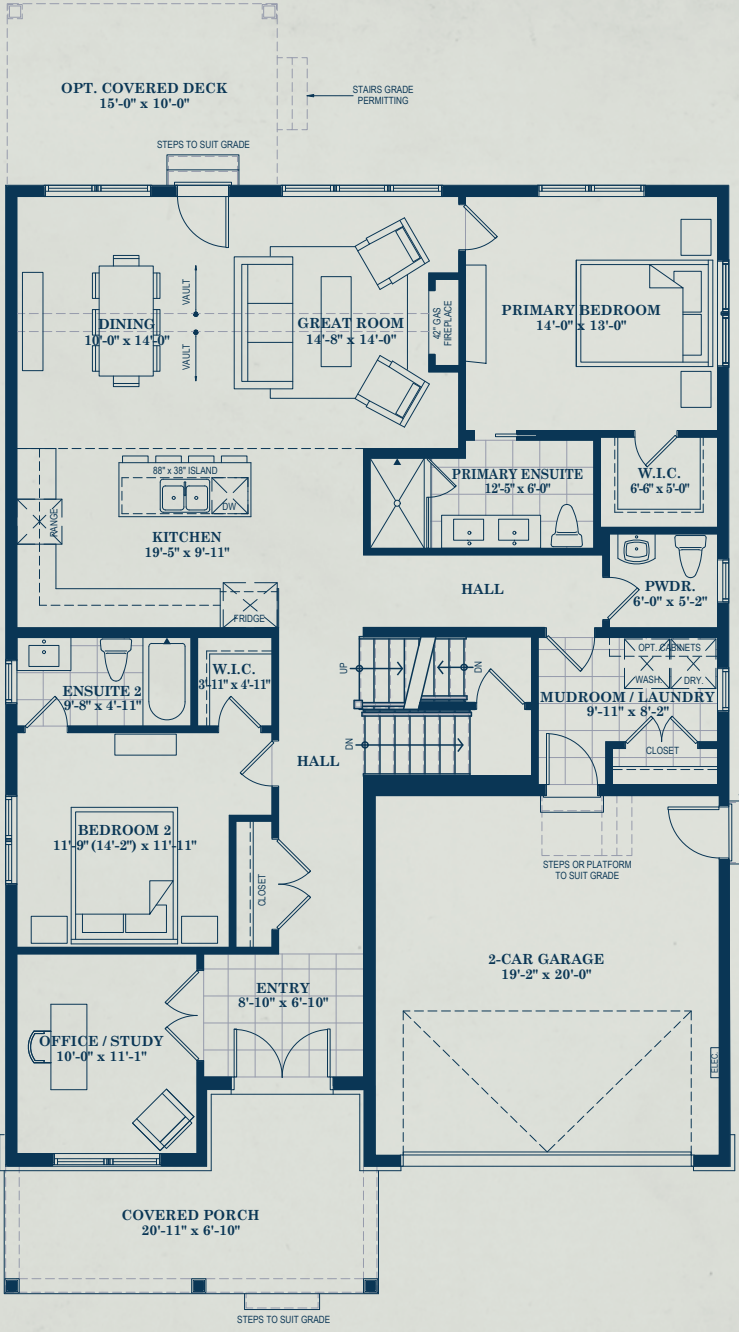 OPT. COVERED DECK
15'-0" x 10'-0"
STAIRS GRADE
PERMITTING
STEPS TO SUIT GRADE
VAULT
VAULT
DINING
10'-0" x 14'-0"
GREAT ROOM
14'-8" x 14'-0"
42" GAS
FIREPLACE
PRIMARY BEDROOM
14'-0" x 13'-0"
88" x 38" ISLAND
DW
RANGE
KITCHEN
19'-5" x 9'-11"
FRIDGE
PRIMARY ENSUITE
12'-5" x 6'-0"
W.I.C.
6'-6" x 5'-0"
HALL
PWDR.
6'-0" x 5'-2"
ENSUITE 2
9'-8" x 4'-11"
W.I.C.
3'-11" x 4'-11"
UP
DN
DN
OPT. CABINETS
WASH.
DRY.
MUDROOM / LAUNDRY
9'-11" x 8'-2"
CLOSET
HALL
BEDROOM 2
11'-9" (14'-2") x 11'-11"
CLOSET
STEPS OR PLATFORM
TO SUIT GRADE
2-CAR GARAGE
19'-2" x 20'-0"
ELEC.
ENTRY
8'-10" x 6'-10"
OFFICE / STUDY
10'-0" x 11'-1"
COVERED PORCH
20'-11" x 6'-10"
STEPS TO SUIT GRADE